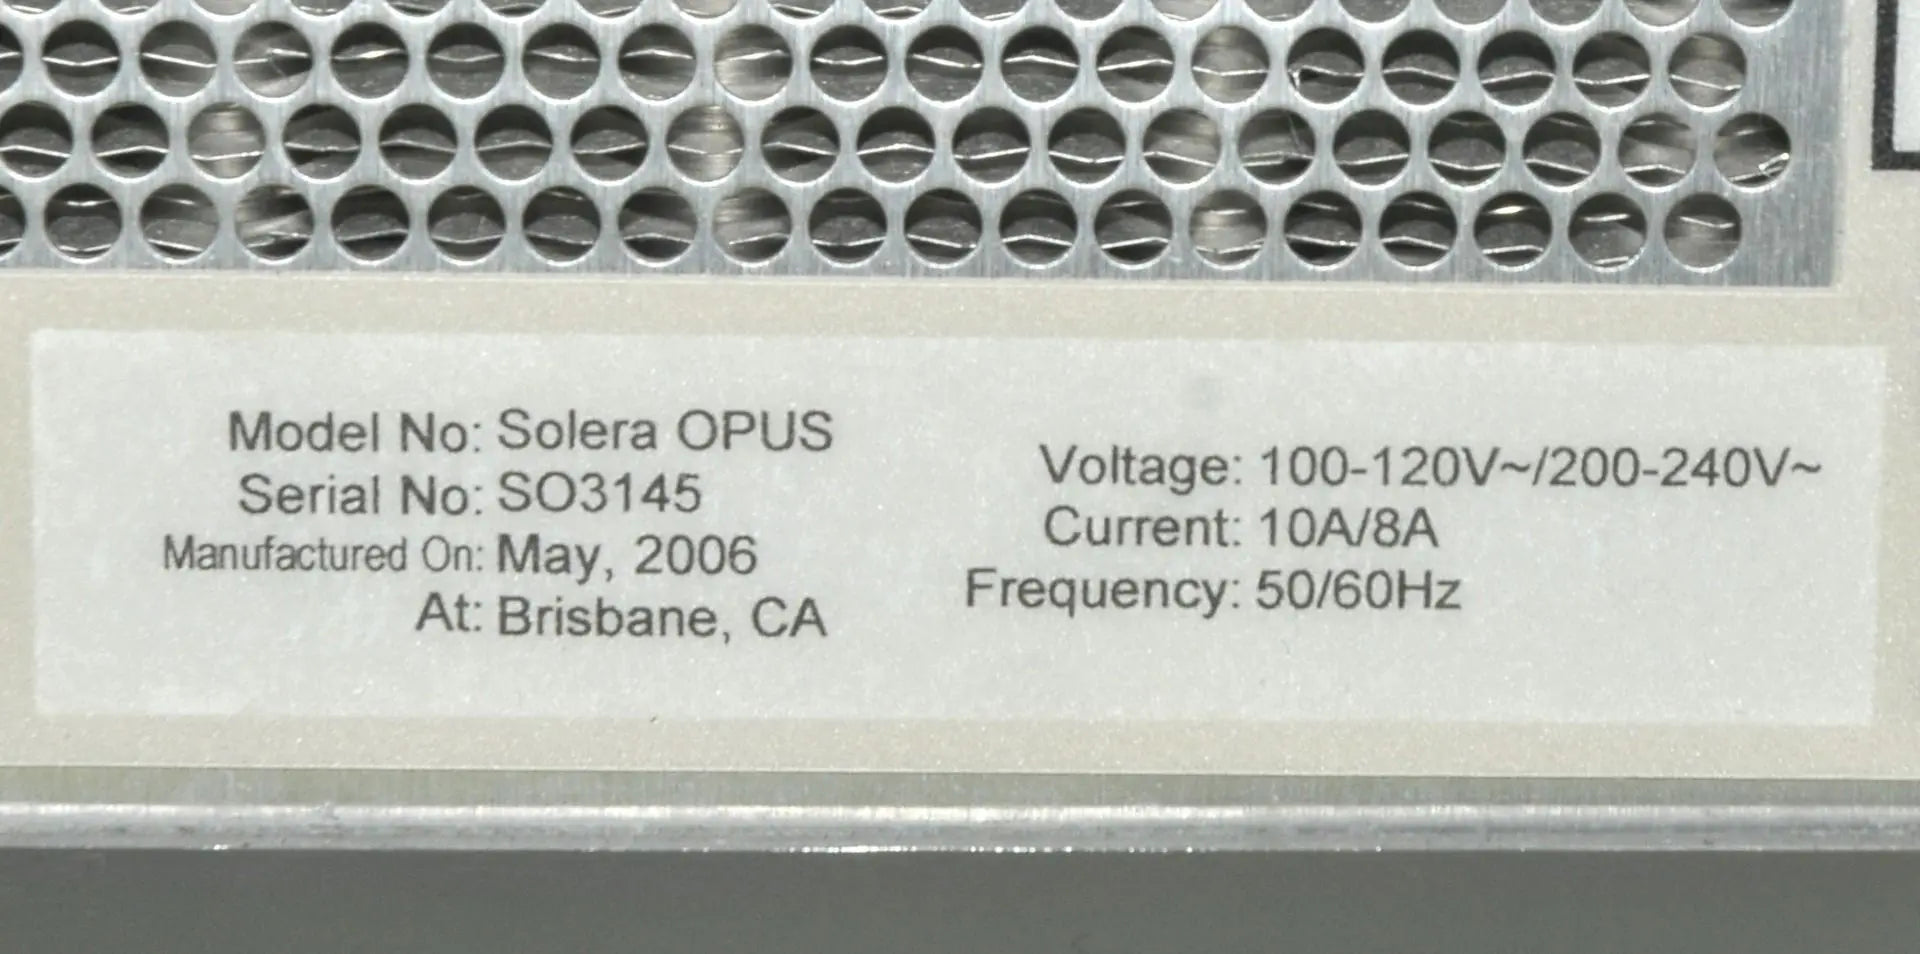 Model No: Solera OPUS
Serial No: SO3145
Manufactured On: May, 2006
At: Brisbane, CA
Voltage: 100-120V~/200-240V~
Current: 10A/8A
Frequency: 50/60Hz